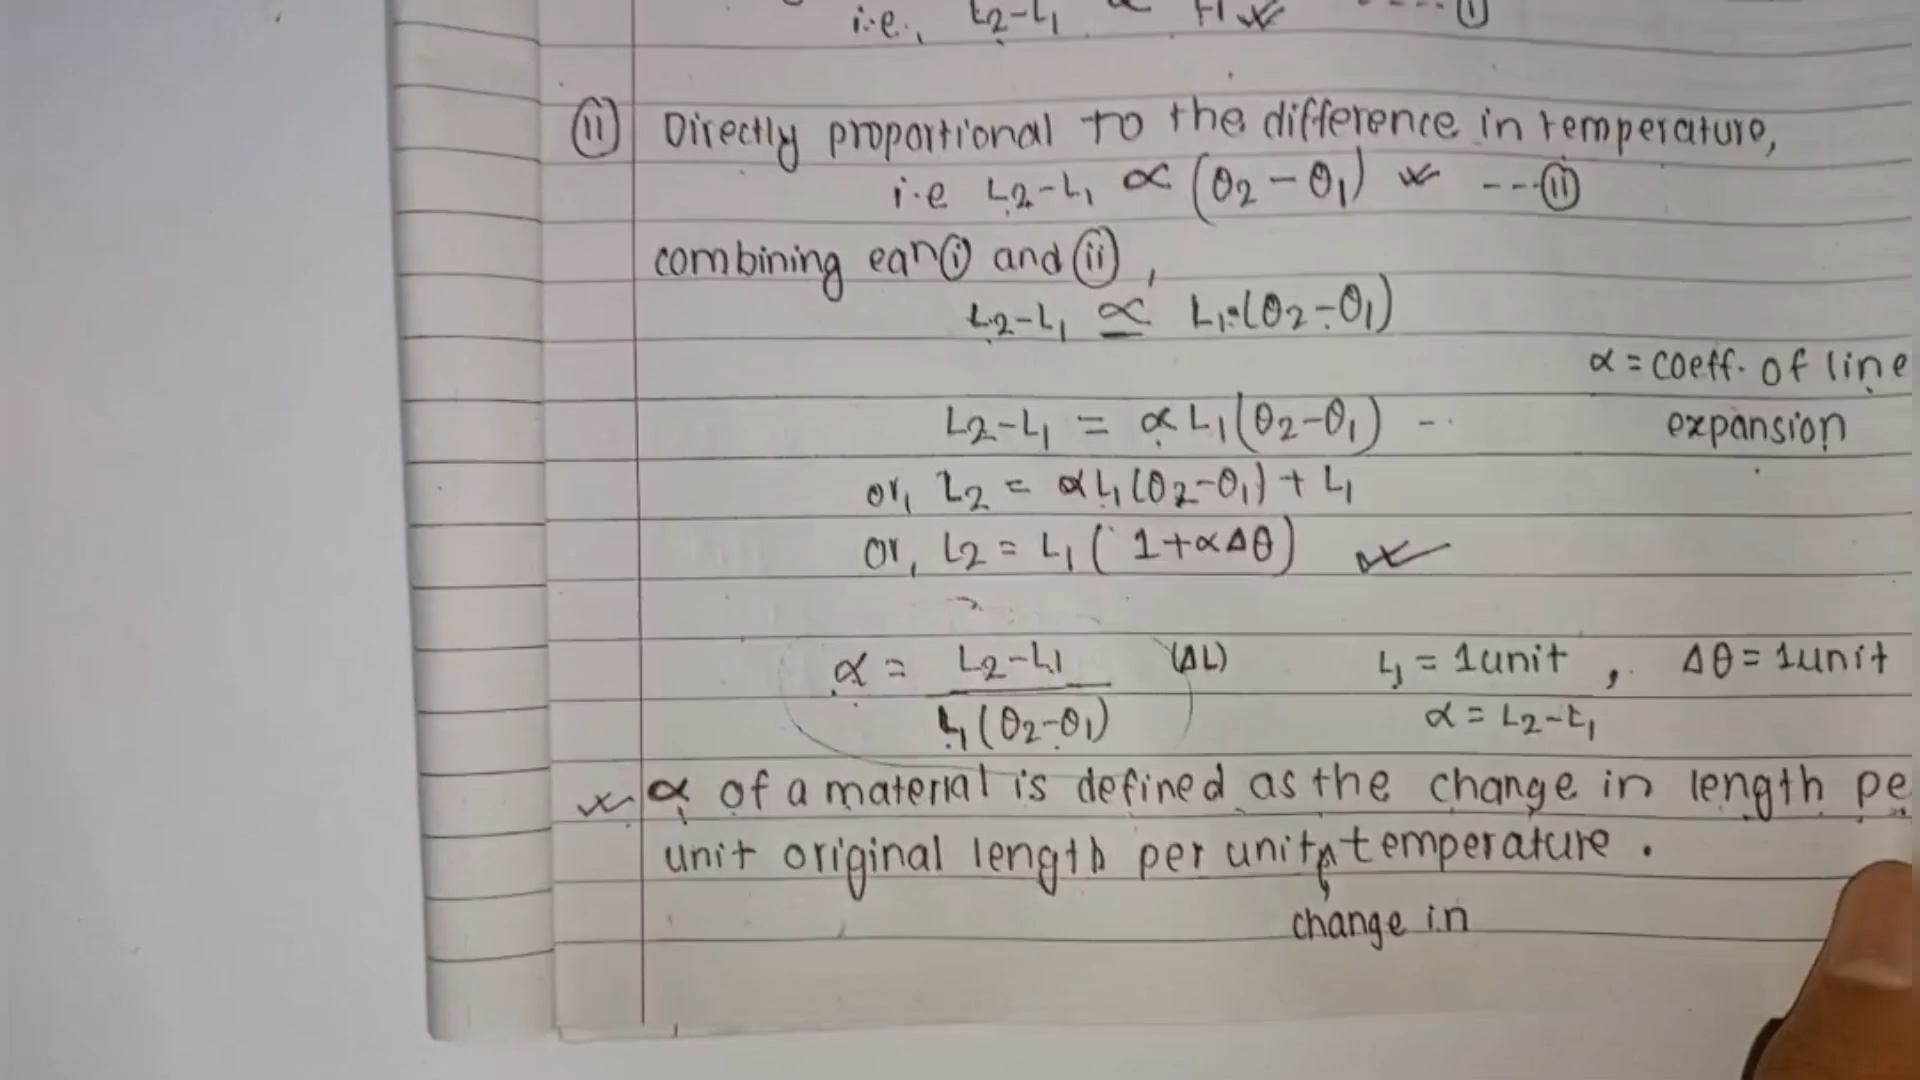 i.e., L2-L1 ∝ L1 ---- (i)
(ii) Directly proportional to the difference in temperature,
i.e L2-L1 ∝ (θ2-θ1) ---(ii)
combining eqn (i) and (ii),
L2-L1 ∝ L1.(θ2-θ1)
α = coeff. of line
L2-L1 = αL1(θ2-θ1) -- expansion
or, L2 = αL1(θ2-θ1) + L1
or, L2 = L1 (1+αΔθ)
α = L2-L1 / L1(θ2-θ1) (ΔL) L1 = 1unit, Δθ = 1unit
α = L2-L1
α of a material is defined as the change in length pe
unit original length per unit temperature.
change in